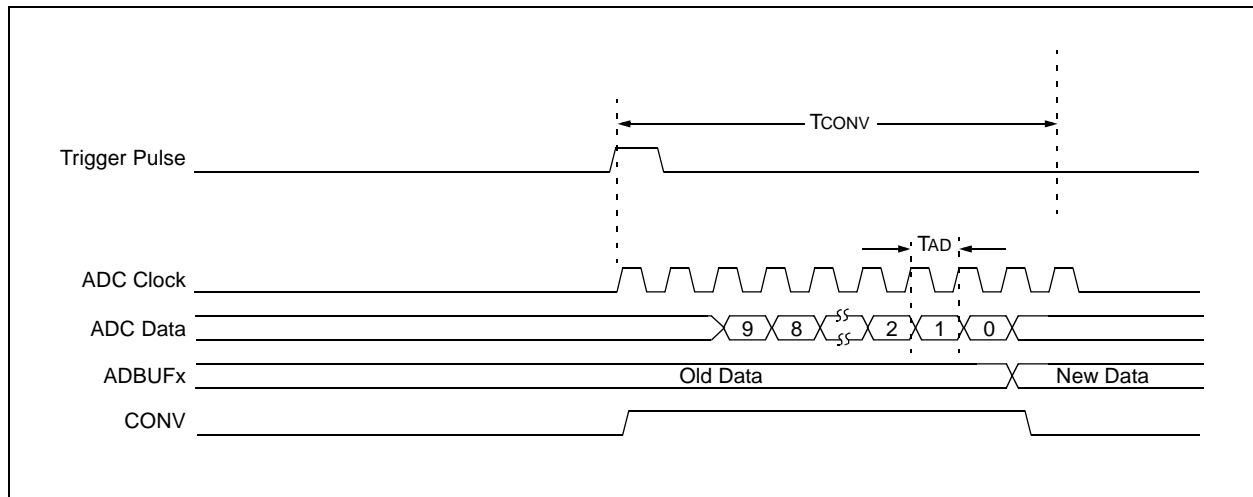 TCONV
Trigger Pulse
TAD
ADC Clock
ADC Data 9 8 2 1 0
ADBUFx Old Data New Data
CONV